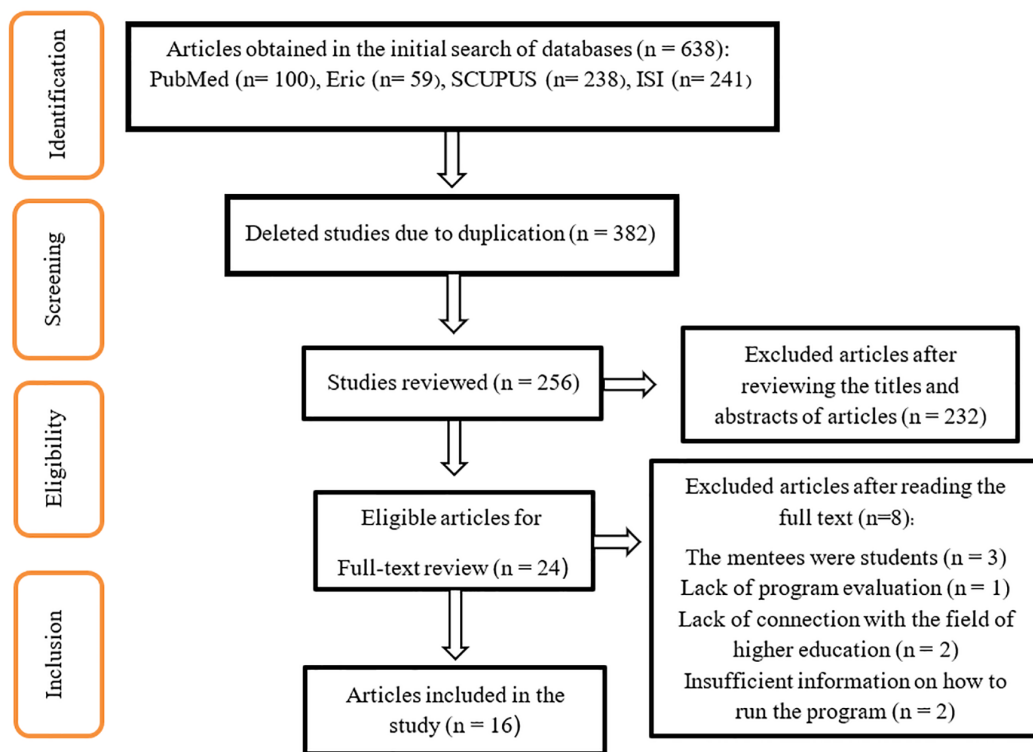 Identification
Articles obtained in the initial search of databases (n = 638):
PubMed (n= 100), Eric (n= 59), SCUPUS (n= 238), ISI (n= 241)
Screening
Deleted studies due to duplication (n = 382)
Studies reviewed (n = 256)
Excluded articles after
reviewing the titles and
abstracts of articles (n = 232)
Eligibility
Eligible articles for
Full-text review (n = 24)
Excluded articles after reading the
full text (n=8):
The mentees were students (n = 3)
Lack of program evaluation (n = 1)
Lack of connection with the field of
higher education (n = 2)
Insufficient information on how to
run the program (n = 2)
Inclusion
Articles included in the
study (n = 16)